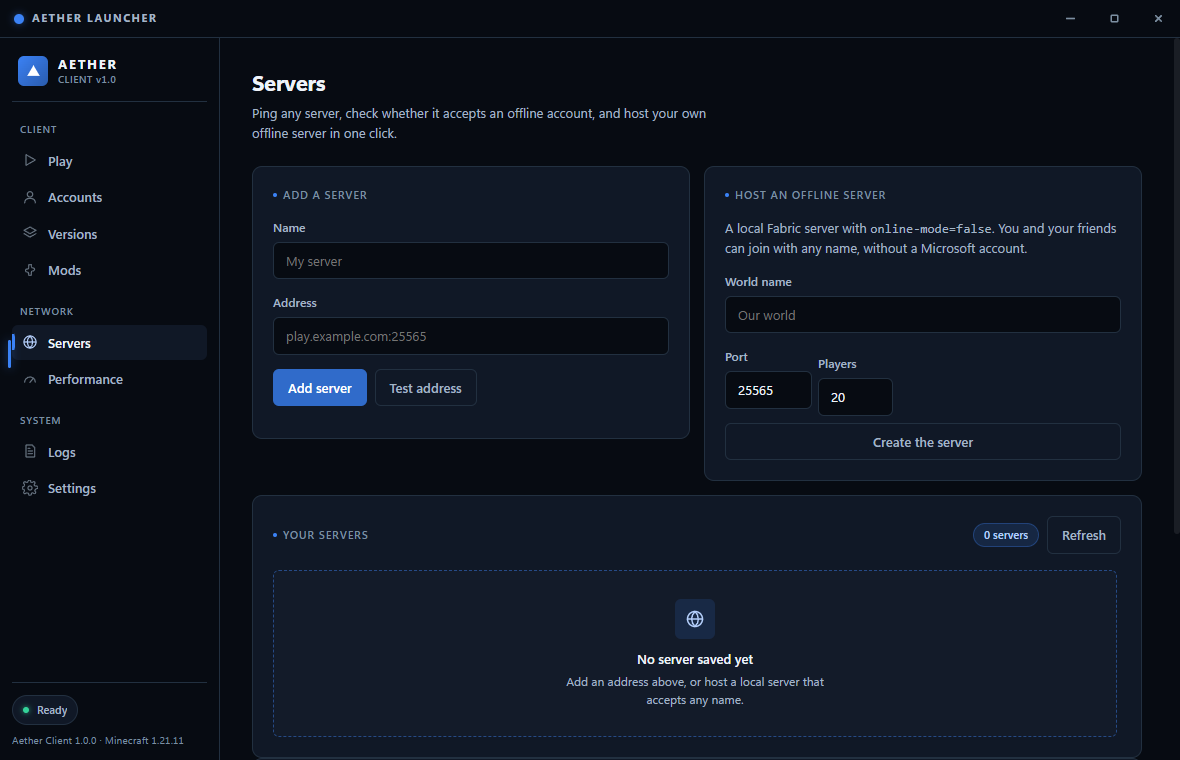 AETHER LAUNCHER
AETHER
CLIENT v1.0
CLIENT
Play
Accounts
Versions
Mods
NETWORK
Servers
Performance
SYSTEM
Logs
Settings
Ready
Aether Client 1.0.0 · Minecraft 1.21.11
Servers
Ping any server, check whether it accepts an offline account, and host your own
offline server in one click.
ADD A SERVER
Name
My server
Address
play.example.com:25565
Add server
Test address
HOST AN OFFLINE SERVER
A local Fabric server with online-mode=false. You and your friends
can join with any name, without a Microsoft account.
World name
Our world
Port
Players
25565
20
Create the server
YOUR SERVERS
0 servers
Refresh
No server saved yet
Add an address above, or host a local server that
accepts any name.